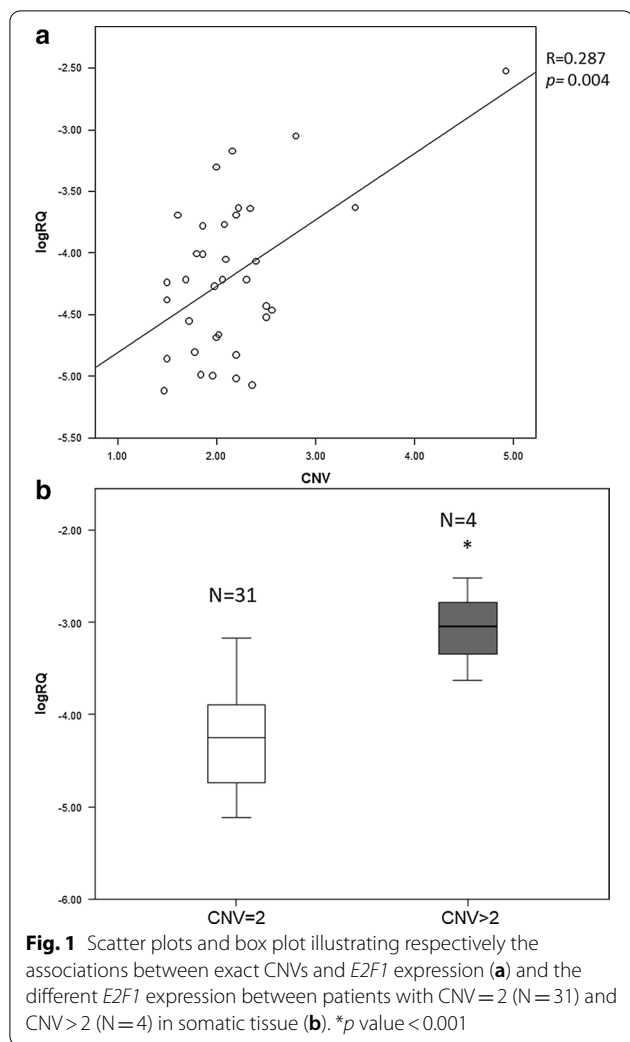 a
-2.50
-3.00
-3.50
-4.00
-4.50
-5.00
-5.50
logRQ
1.00 2.00 3.00 4.00 5.00
CNV
R=0.287
p= 0.004
b
-2.00
-3.00
-4.00
-5.00
-6.00
logRQ
N=31
N=4
*
CNV=2 CNV>2
Fig. 1 Scatter plots and box plot illustrating respectively the
associations between exact CNVs and E2F1 expression (a) and the
different E2F1 expression between patients with CNV = 2 (N = 31) and
CNV > 2 (N = 4) in somatic tissue (b). *p value < 0.001